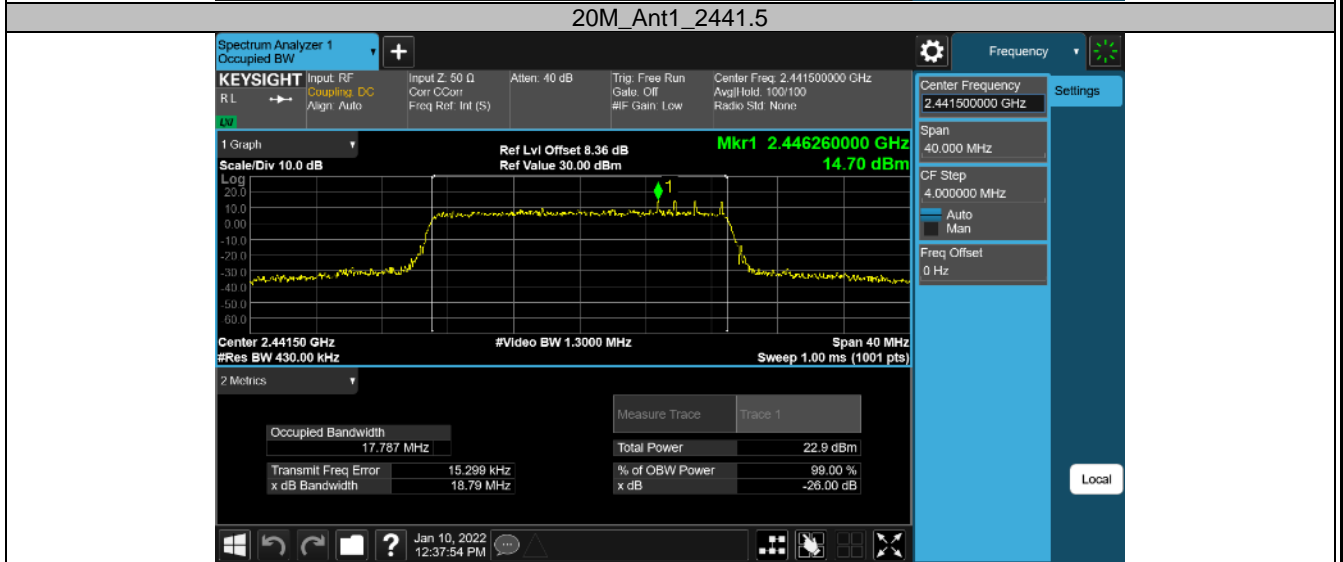 20M_Ant1_2441.5
Spectrum Analyzer 1
Occupied BW
+
Frequency
KEYSIGHT
RL
LXI
Input: RF
Coupling: DC
Align: Auto
Input Z: 50 Ω
Corr CCorr
Freq Ref: Int (S)
Atten: 40 dB
Trig: Free Run
Gate: Off
#IF Gain: Low
Center Freq: 2.441500000 GHz
Avg|Hold: 100/100
Radio Std: None
Center Frequency
2.441500000 GHz
Settings
Span
40.000 MHz
CF Step
4.000000 MHz
Auto
Man
Freq Offset
0 Hz
1 Graph
Scale/Div 10.0 dB
Ref Lvl Offset 8.36 dB
Ref Value 30.00 dBm
Mkr1 2.446260000 GHz
14.70 dBm
Log
20.0
10.0
0.00
-10.0
-20.0
-30.0
-40.0
-50.0
-60.0
1
Center 2.44150 GHz
#Res BW 430.00 kHz
#Video BW 1.3000 MHz
Span 40 MHz
Sweep 1.00 ms (1001 pts)
2 Metrics
Measure Trace Trace 1
Occupied Bandwidth
17.787 MHz
Total Power 22.9 dBm
Transmit Freq Error 15.299 kHz
% of OBW Power 99.00 %
x dB Bandwidth 18.79 MHz
x dB -26.00 dB
Local
?
Jan 10, 2022
12:37:54 PM